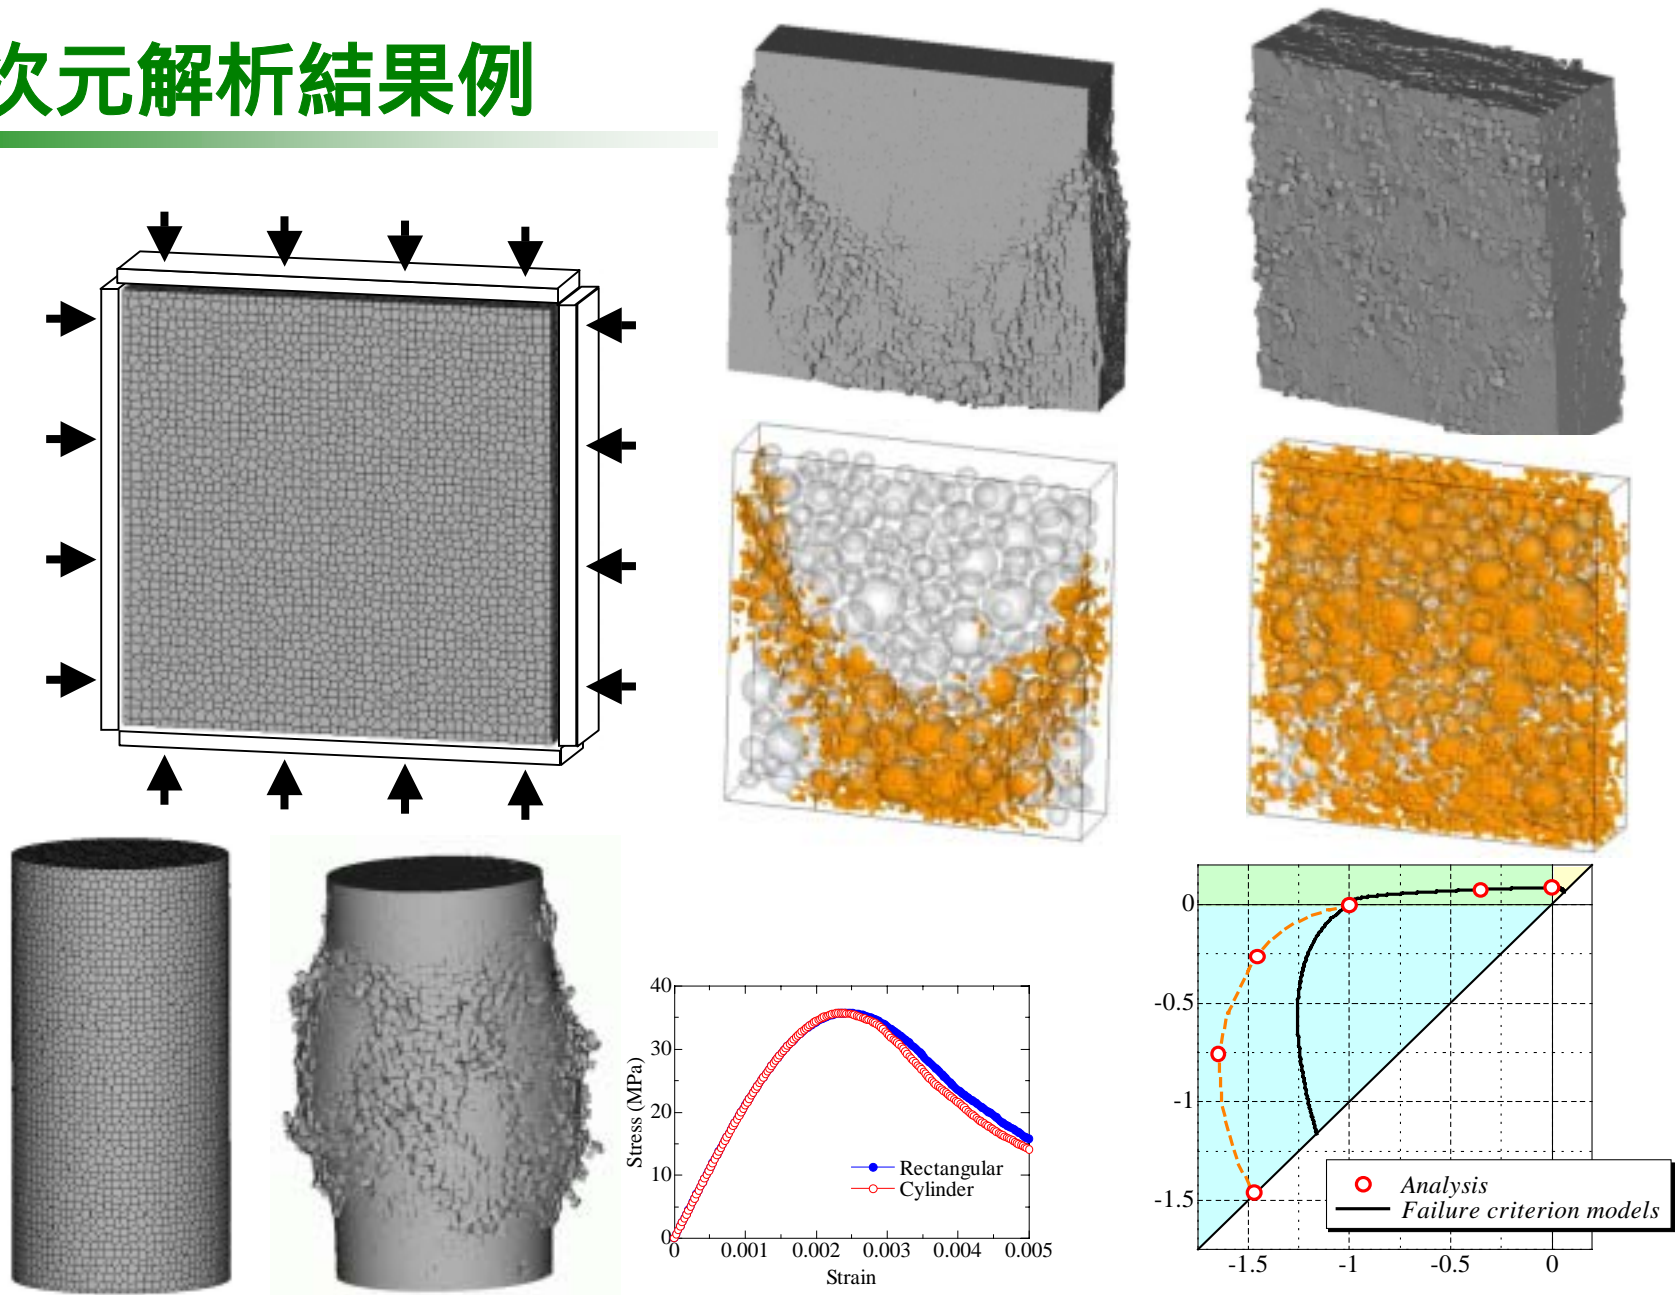 次元解析結果例
40
30
20
10
0
Stress (MPa)
Rectangular
Cylinder
0 0.001 0.002 0.003 0.004 0.005
Strain
0
-0.5
-1
-1.5
Analysis
Failure criterion models
-1.5 -1 -0.5 0